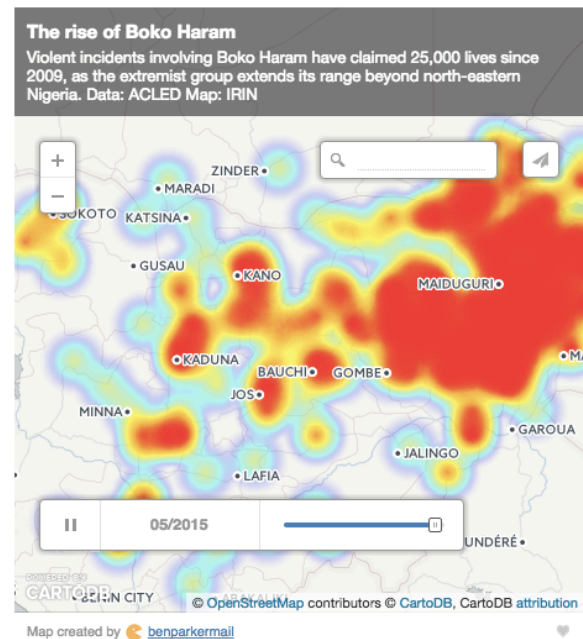 The rise of Boko Haram
Violent incidents involving Boko Haram have claimed 25,000 lives since
2009, as the extremist group extends its range beyond north-eastern
Nigeria. Data: ACLED Map: IRIN
+
−
ZINDER
MARADI
SOKOTO
KATSINA
GUSAU
KANO
MAIDUGURI
KADUNA
BAUCHI
GOMBE
JOS
MINNA
GAROUA
JALINGO
LAFIA
05/2015
UNDÉRÉ
POWERED BY
CARTODB
BENIN CITY
ABAKALIKI
© OpenStreetMap contributors © CartoDB, CartoDB attribution
Map created by benparkermail